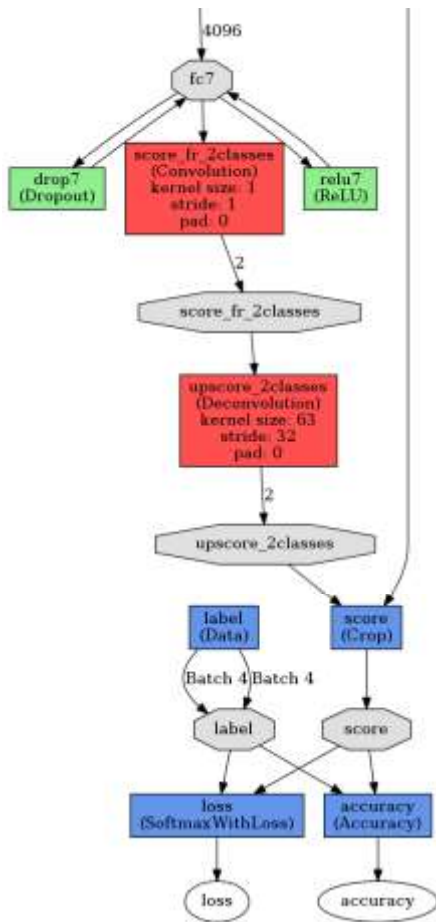 4096
fc7
drop7
(Dropout)
score_fr_2classes
(Convolution)
kernel size: 1
stride: 1
pad: 0
relu7
(ReLU)
2
score_fr_2classes
upscore_2classes
(Deconvolution)
kernel size: 63
stride: 32
pad: 0
2
upscore_2classes
label
(Data)
score
(Crop)
Batch 4
Batch 4
label
score
loss
(SoftmaxWithLoss)
accuracy
(Accuracy)
loss
accuracy